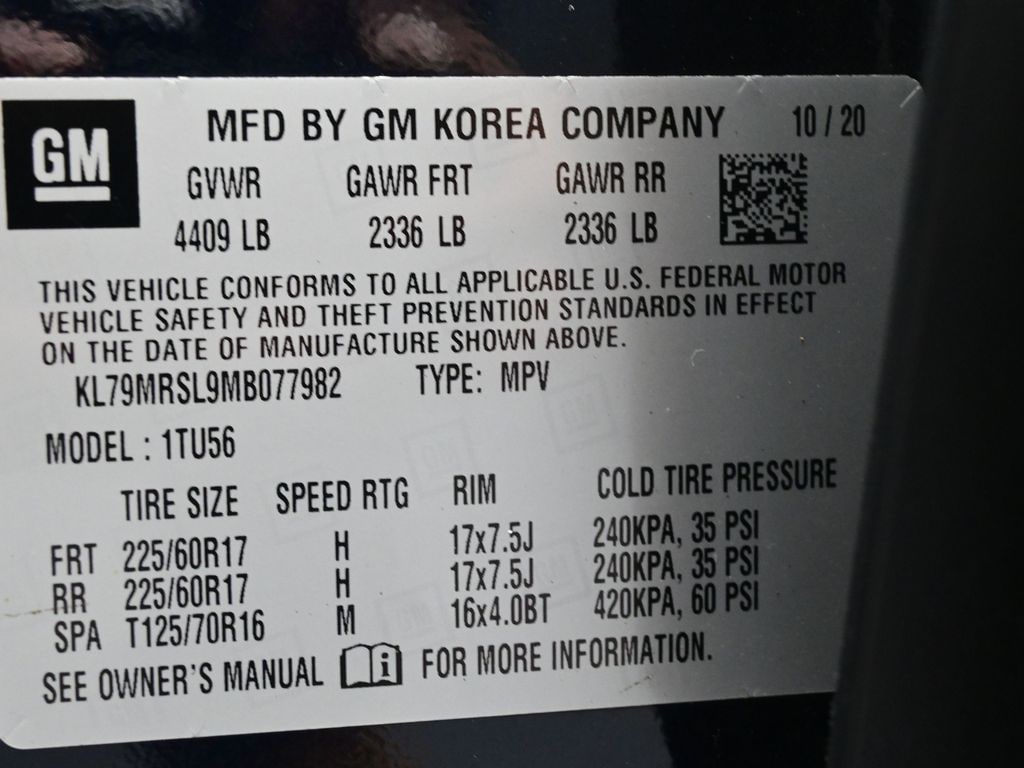 GM
MFD BY GM KOREA COMPANY 10 / 20
GVWR GAWR FRT GAWR RR
4409 LB 2336 LB 2336 LB
THIS VEHICLE CONFORMS TO ALL APPLICABLE U.S. FEDERAL MOTOR
VEHICLE SAFETY AND THEFT PREVENTION STANDARDS IN EFFECT
ON THE DATE OF MANUFACTURE SHOWN ABOVE.
KL79MRSL9MB077982 TYPE: MPV
MODEL : 1TU56
TIRE SIZE SPEED RTG RIM COLD TIRE PRESSURE
FRT 225/60R17 H 17x7.5J 240KPA, 35 PSI
RR 225/60R17 H 17x7.5J 240KPA, 35 PSI
SPA T125/70R16 M 16x4.0BT 420KPA, 60 PSI
SEE OWNER'S MANUAL i FOR MORE INFORMATION.